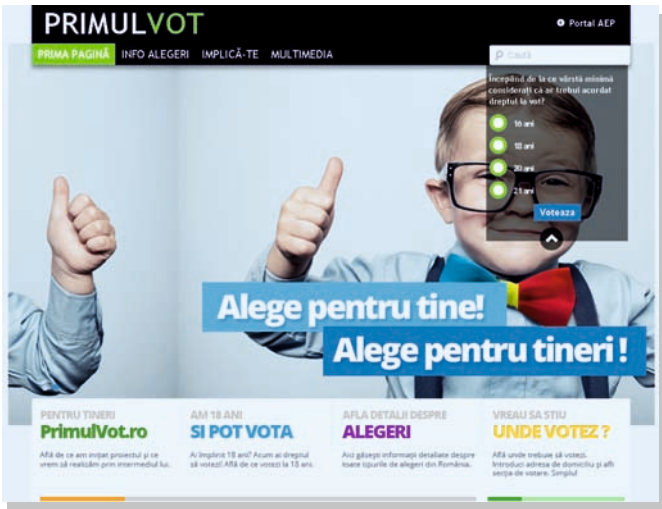 PRIMULVOT
Portal AEP
PRIMA PAGINĂ INFO ALEGERI IMPLICĂ-TE MULTIMEDIA
Caută
Începând de la ce vârstă minimă
considerați că ar trebui acordat
dreptul la vot?
16 ani
18 ani
20 ani
21 ani
Voteaza
Alege pentru tine!
Alege pentru tineri !
PENTRU TINERI
PrimulVot.ro
Află de ce am inițiat proiectul și ce
vrem să realizăm prin intermediul lui.
AM 18 ANI
SI POT VOTA
Ai împlinit 18 ani? Acum ai dreptul
să votezi! Află de ce votezi la 18 ani.
AFLA DETALII DESPRE
ALEGERI
Aici găsești informații detaliate despre
toate tipurile de alegeri din România.
VREAU SA STIU
UNDE VOTEZ ?
Află unde trebuie să votezi.
Introduci adresa de domiciliu și afli
secția de votare. Simplu!